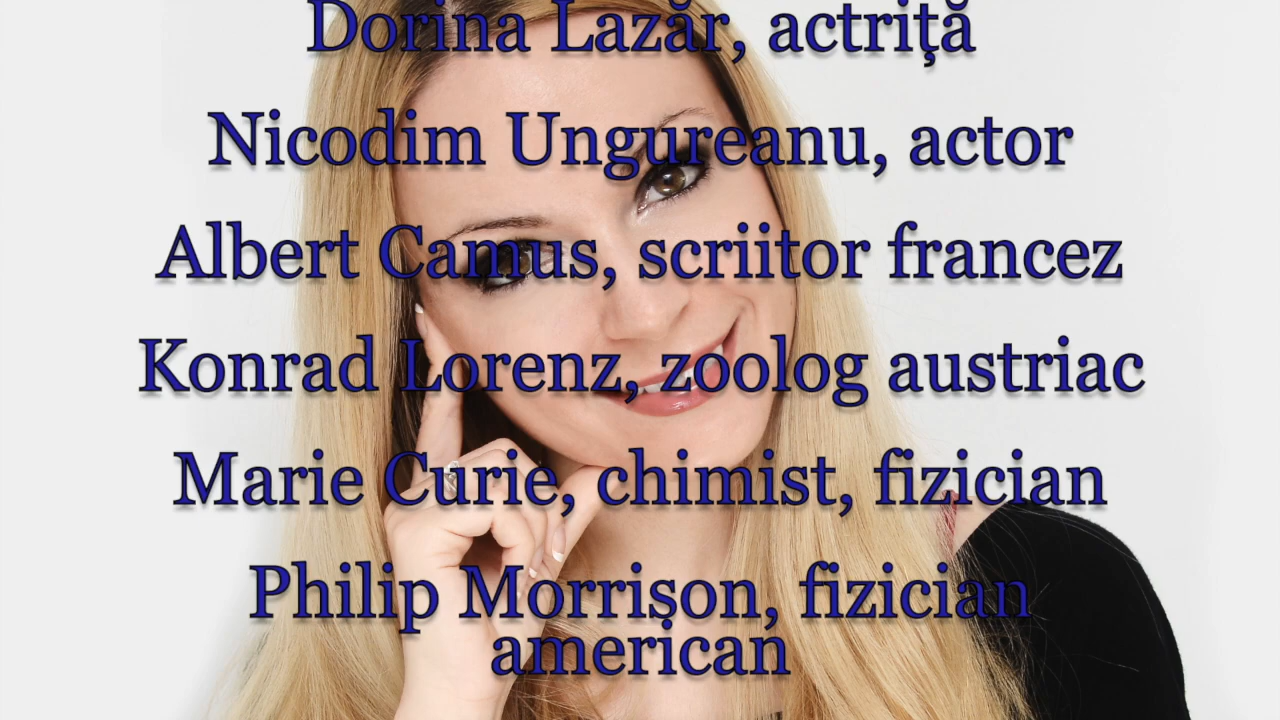 Dorina Lazăr, actriță
Nicodim Ungureanu, actor
Albert Camus, scriitor francez
Konrad Lorenz, zoolog austriac
Marie Curie, chimist, fizician
Philip Morrison, fizician
american